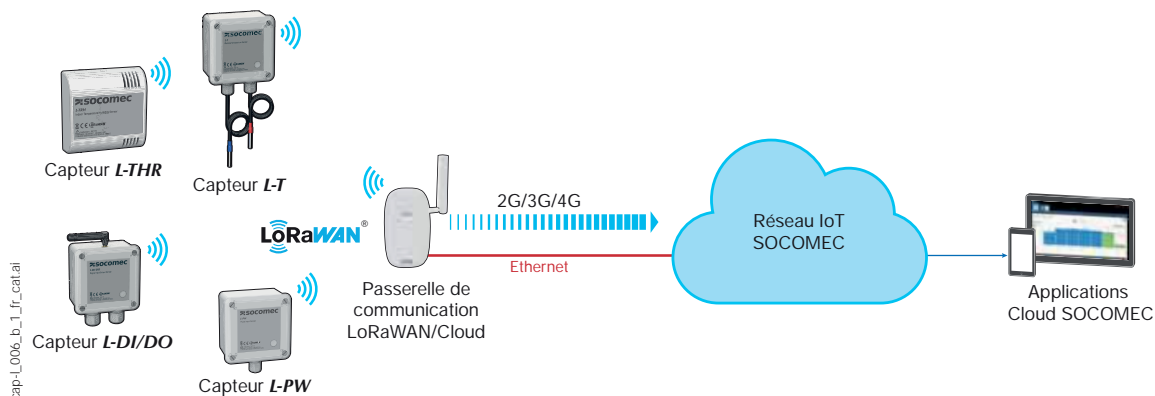 socomec
socomec
Capteur L-THR
Capteur L-T
2G/3G/4G
LoRaWAN®
Ethernet
Réseau IoT
SOCOMEC
Passerelle de
communication
LoRaWAN/Cloud
Applications
Cloud SOCOMEC
socomec
Capteur L-DI/DO
socomec
Capteur L-PW
cap-l_006_b_1_fr_cat.ai